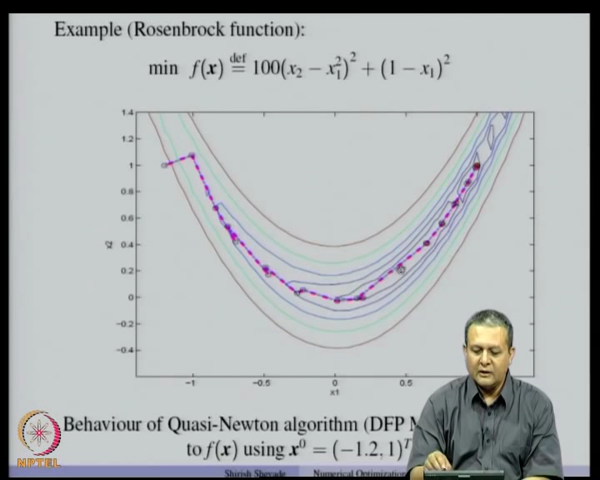 Example (Rosenbrock function):
min f(x) def= 100(x₂ − x₁²)² + (1 − x₁)²
1.4
1.2
1
0.8
0.6
0.4
0.2
0
−0.2
−0.4
x2
−1
−0.5
0
0.5
x1
Behaviour of Quasi-Newton algorithm (DFP
to f(x) using x⁰ = (−1.2, 1)ᵀ
NPTEL
Shirish Shevade
Numerical Optimization